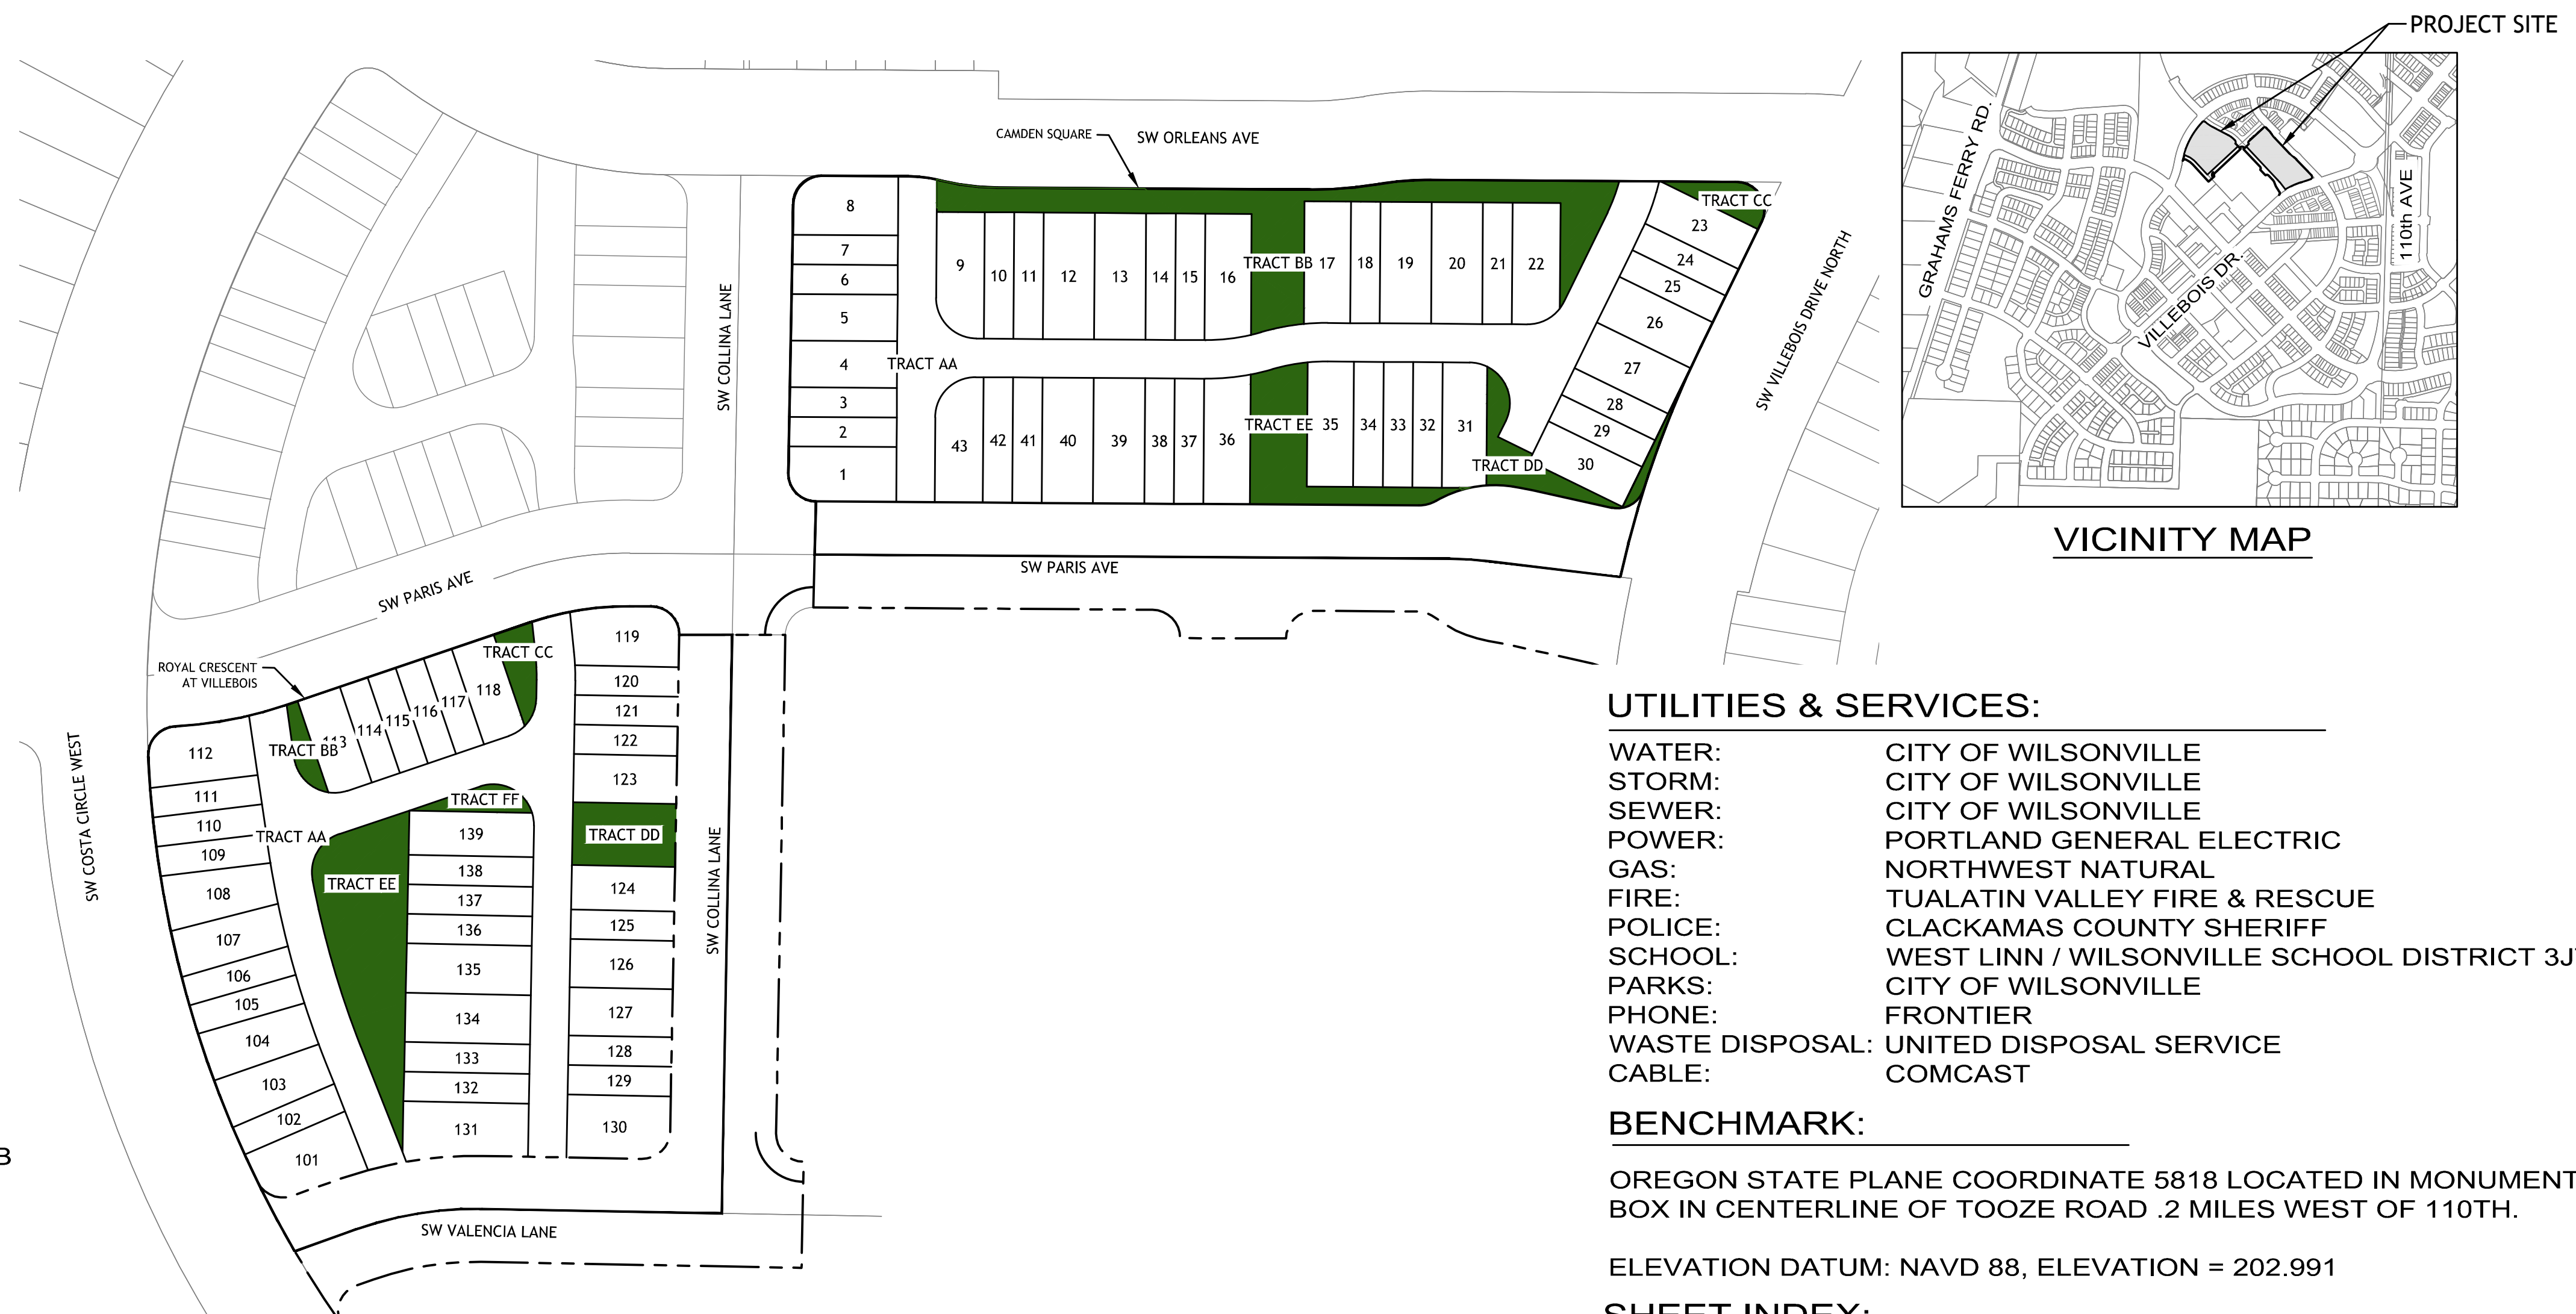 PROJECT SITE
GRAHAMS FERRY RD.
110th AVE
VILLEBOIS DR.
VICINITY MAP
CAMDEN SQUARE
SW ORLEANS AVE
TRACT CC
8
7
6
5
4
3
2
1
9
10
11
12
13
14
15
16
TRACT BB
17
18
19
20
21
22
23
24
25
26
27
28
29
30
TRACT AA
43
42
41
40
39
38
37
36
TRACT EE
35
34
33
32
31
TRACT DD
SW COLLINA LANE
SW VILLEBOIS DRIVE NORTH
SW PARIS AVE
SW PARIS AVE
ROYAL CRESCENT
AT VILLEBOIS
TRACT CC
119
120
121
122
123
TRACT DD
124
125
126
127
128
129
130
118
117
116
115
114
TRACT BB
112
111
110
109
108
107
106
105
104
103
102
101
TRACT AA
TRACT FF
TRACT EE
139
138
137
136
135
134
133
132
131
SW COSTA CIRCLE WEST
SW COLLINA LANE
SW VALENCIA LANE
B
UTILITIES & SERVICES:
WATER: CITY OF WILSONVILLE
STORM: CITY OF WILSONVILLE
SEWER: CITY OF WILSONVILLE
POWER: PORTLAND GENERAL ELECTRIC
GAS: NORTHWEST NATURAL
FIRE: TUALATIN VALLEY FIRE & RESCUE
POLICE: CLACKAMAS COUNTY SHERIFF
SCHOOL: WEST LINN / WILSONVILLE SCHOOL DISTRICT 3J
PARKS: CITY OF WILSONVILLE
PHONE: FRONTIER
WASTE DISPOSAL: UNITED DISPOSAL SERVICE
CABLE: COMCAST
BENCHMARK:
OREGON STATE PLANE COORDINATE 5818 LOCATED IN MONUMENT
BOX IN CENTERLINE OF TOOZE ROAD .2 MILES WEST OF 110TH.
ELEVATION DATUM: NAVD 88, ELEVATION = 202.991
SHEET INDEX: